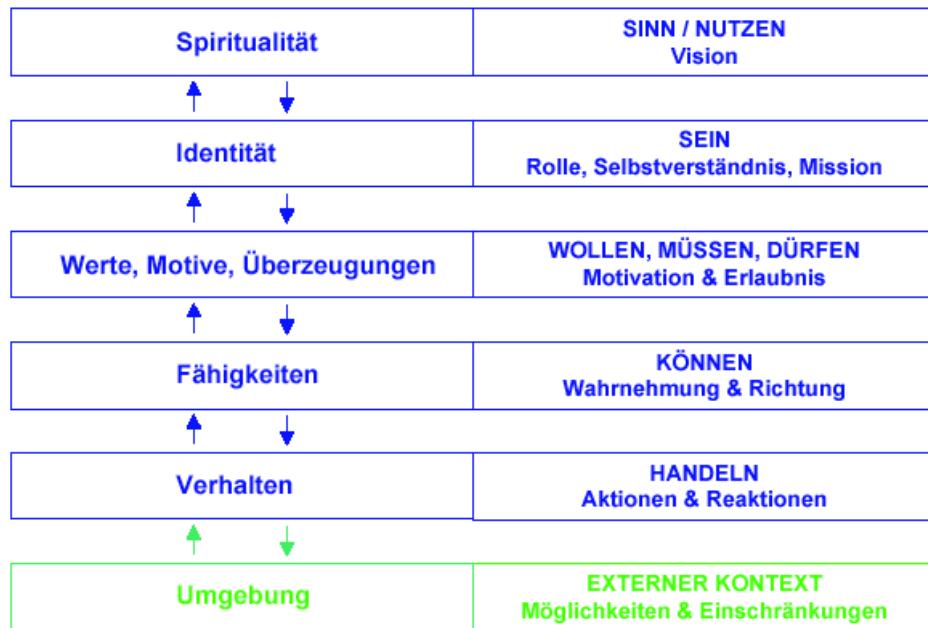 Spiritualität
SINN / NUTZEN
Vision
Identität
SEIN
Rolle, Selbstverständnis, Mission
Werte, Motive, Überzeugungen
WOLLEN, MÜSSEN, DÜRFEN
Motivation & Erlaubnis
Fähigkeiten
KÖNNEN
Wahrnehmung & Richtung
Verhalten
HANDELN
Aktionen & Reaktionen
Umgebung
EXTERNER KONTEXT
Möglichkeiten & Einschränkungen